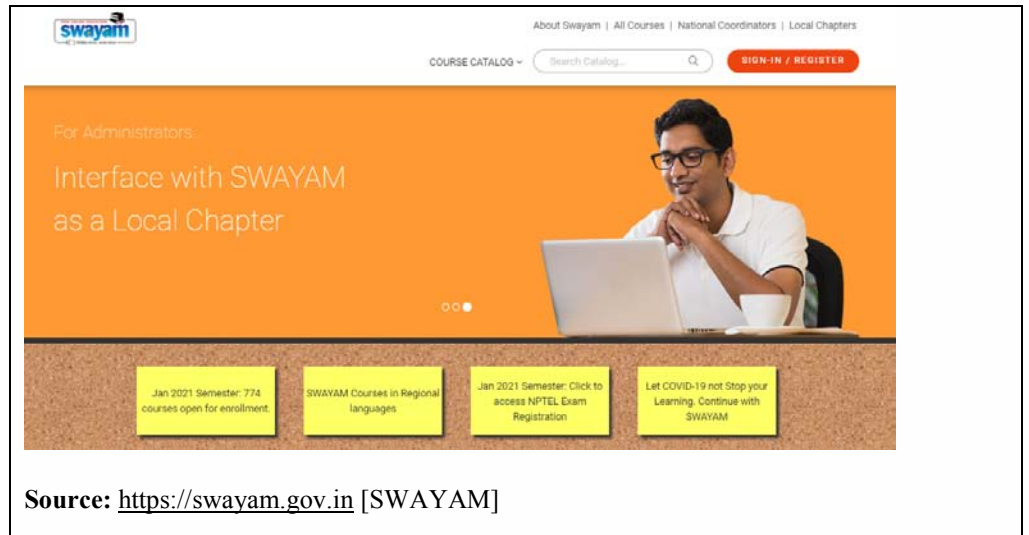 swayam
About Swayam | All Courses | National Coordinators | Local Chapters
COURSE CATALOG
Search Catalog...
SIGN-IN / REGISTER
For Administrators...
Interface with SWAYAM
as a Local Chapter
Jan 2021 Semester: 774
courses open for enrollment.
SWAYAM Courses in Regional
languages
Jan 2021 Semester: Click to
access NPTEL Exam
Registration
Let COVID-19 not Stop your
Learning. Continue with
SWAYAM
Source: https://swayam.gov.in [SWAYAM]